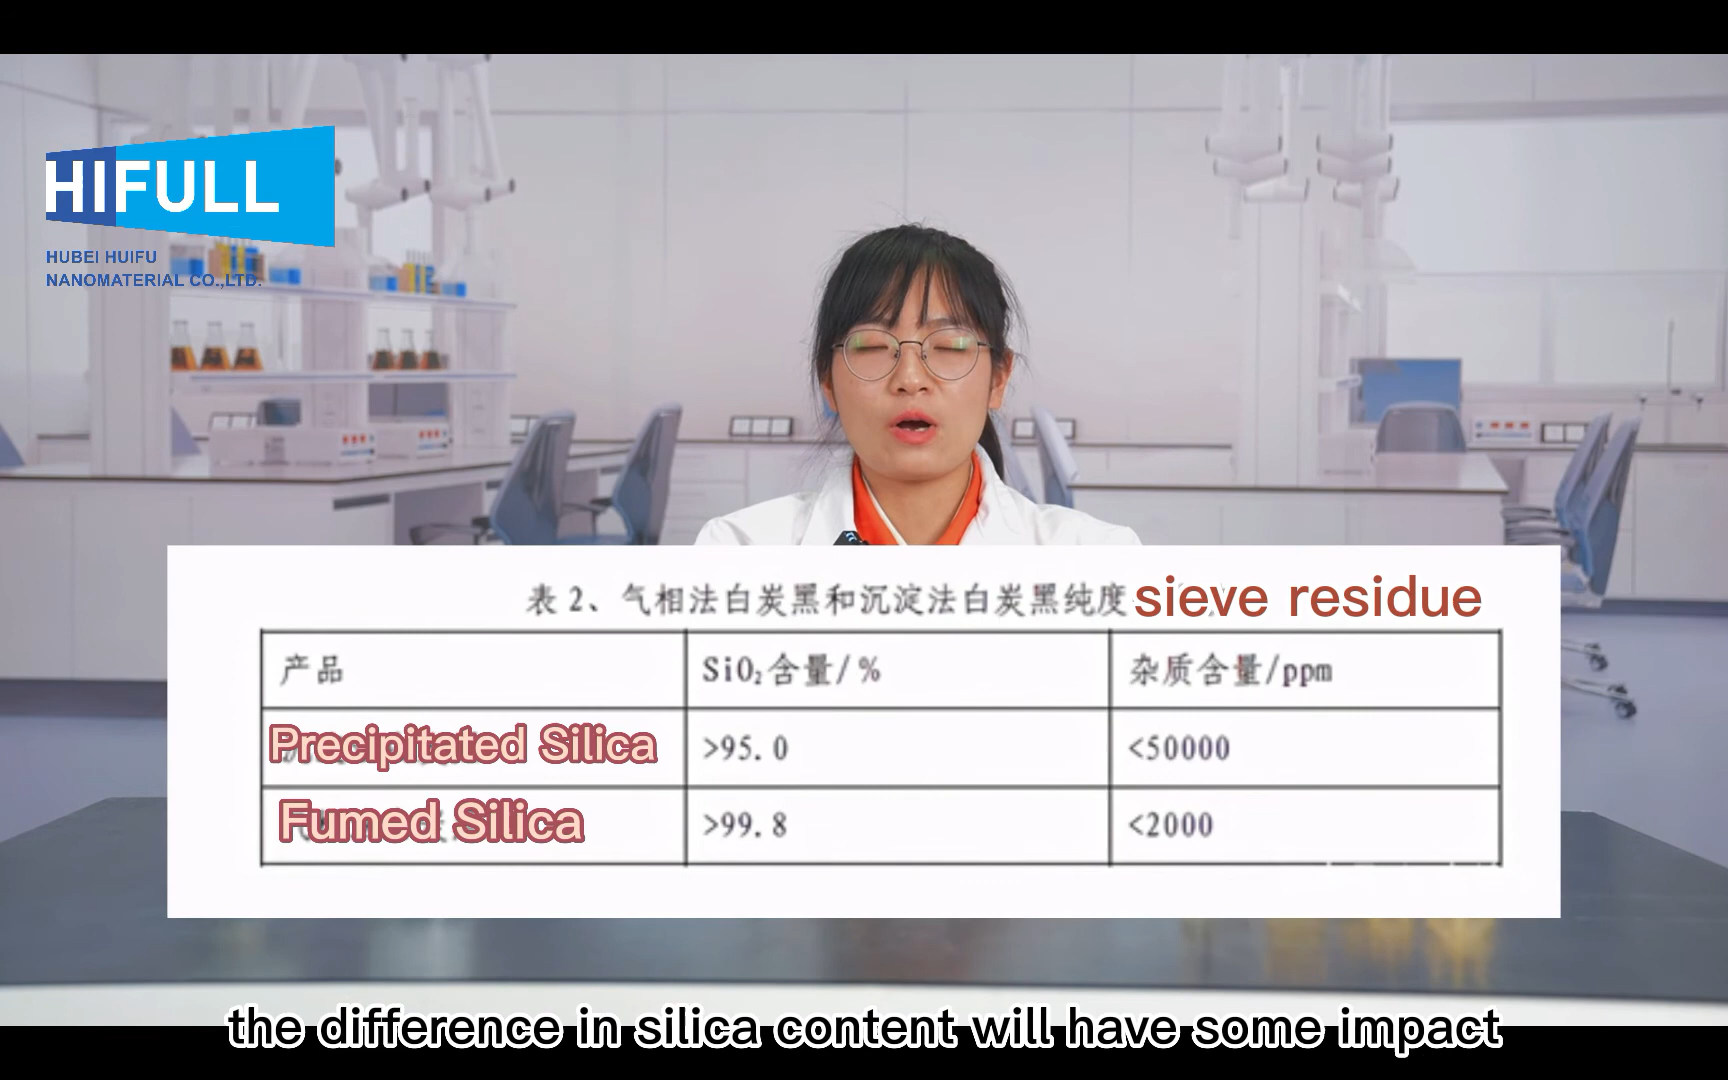 HIFULL
HUBEI HUIFU
NANOMATERIAL CO.,LTD.
表 2、气相法白炭黑和沉淀法白炭黑纯度 sieve residue
产品 SiO₂含量/% 杂质含量/ppm
Precipitated Silica >95.0 <50000
Fumed Silica >99.8 <2000
the difference in silica content will have some impact